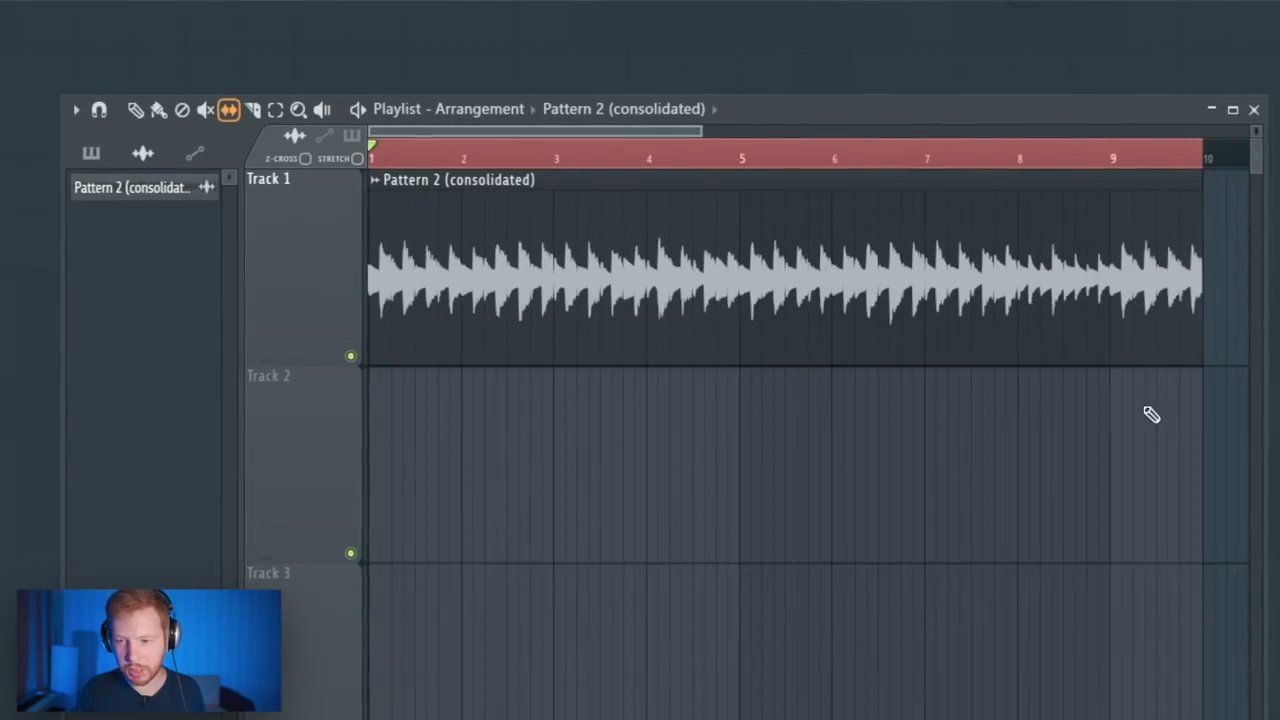 Playlist - Arrangement › Pattern 2 (consolidated) ›
Z-CROSS STRETCH
1 2 3 4 5 6 7 8 9 10
Pattern 2 (consolidat..
Track 1
Pattern 2 (consolidated)
Track 2
Track 3